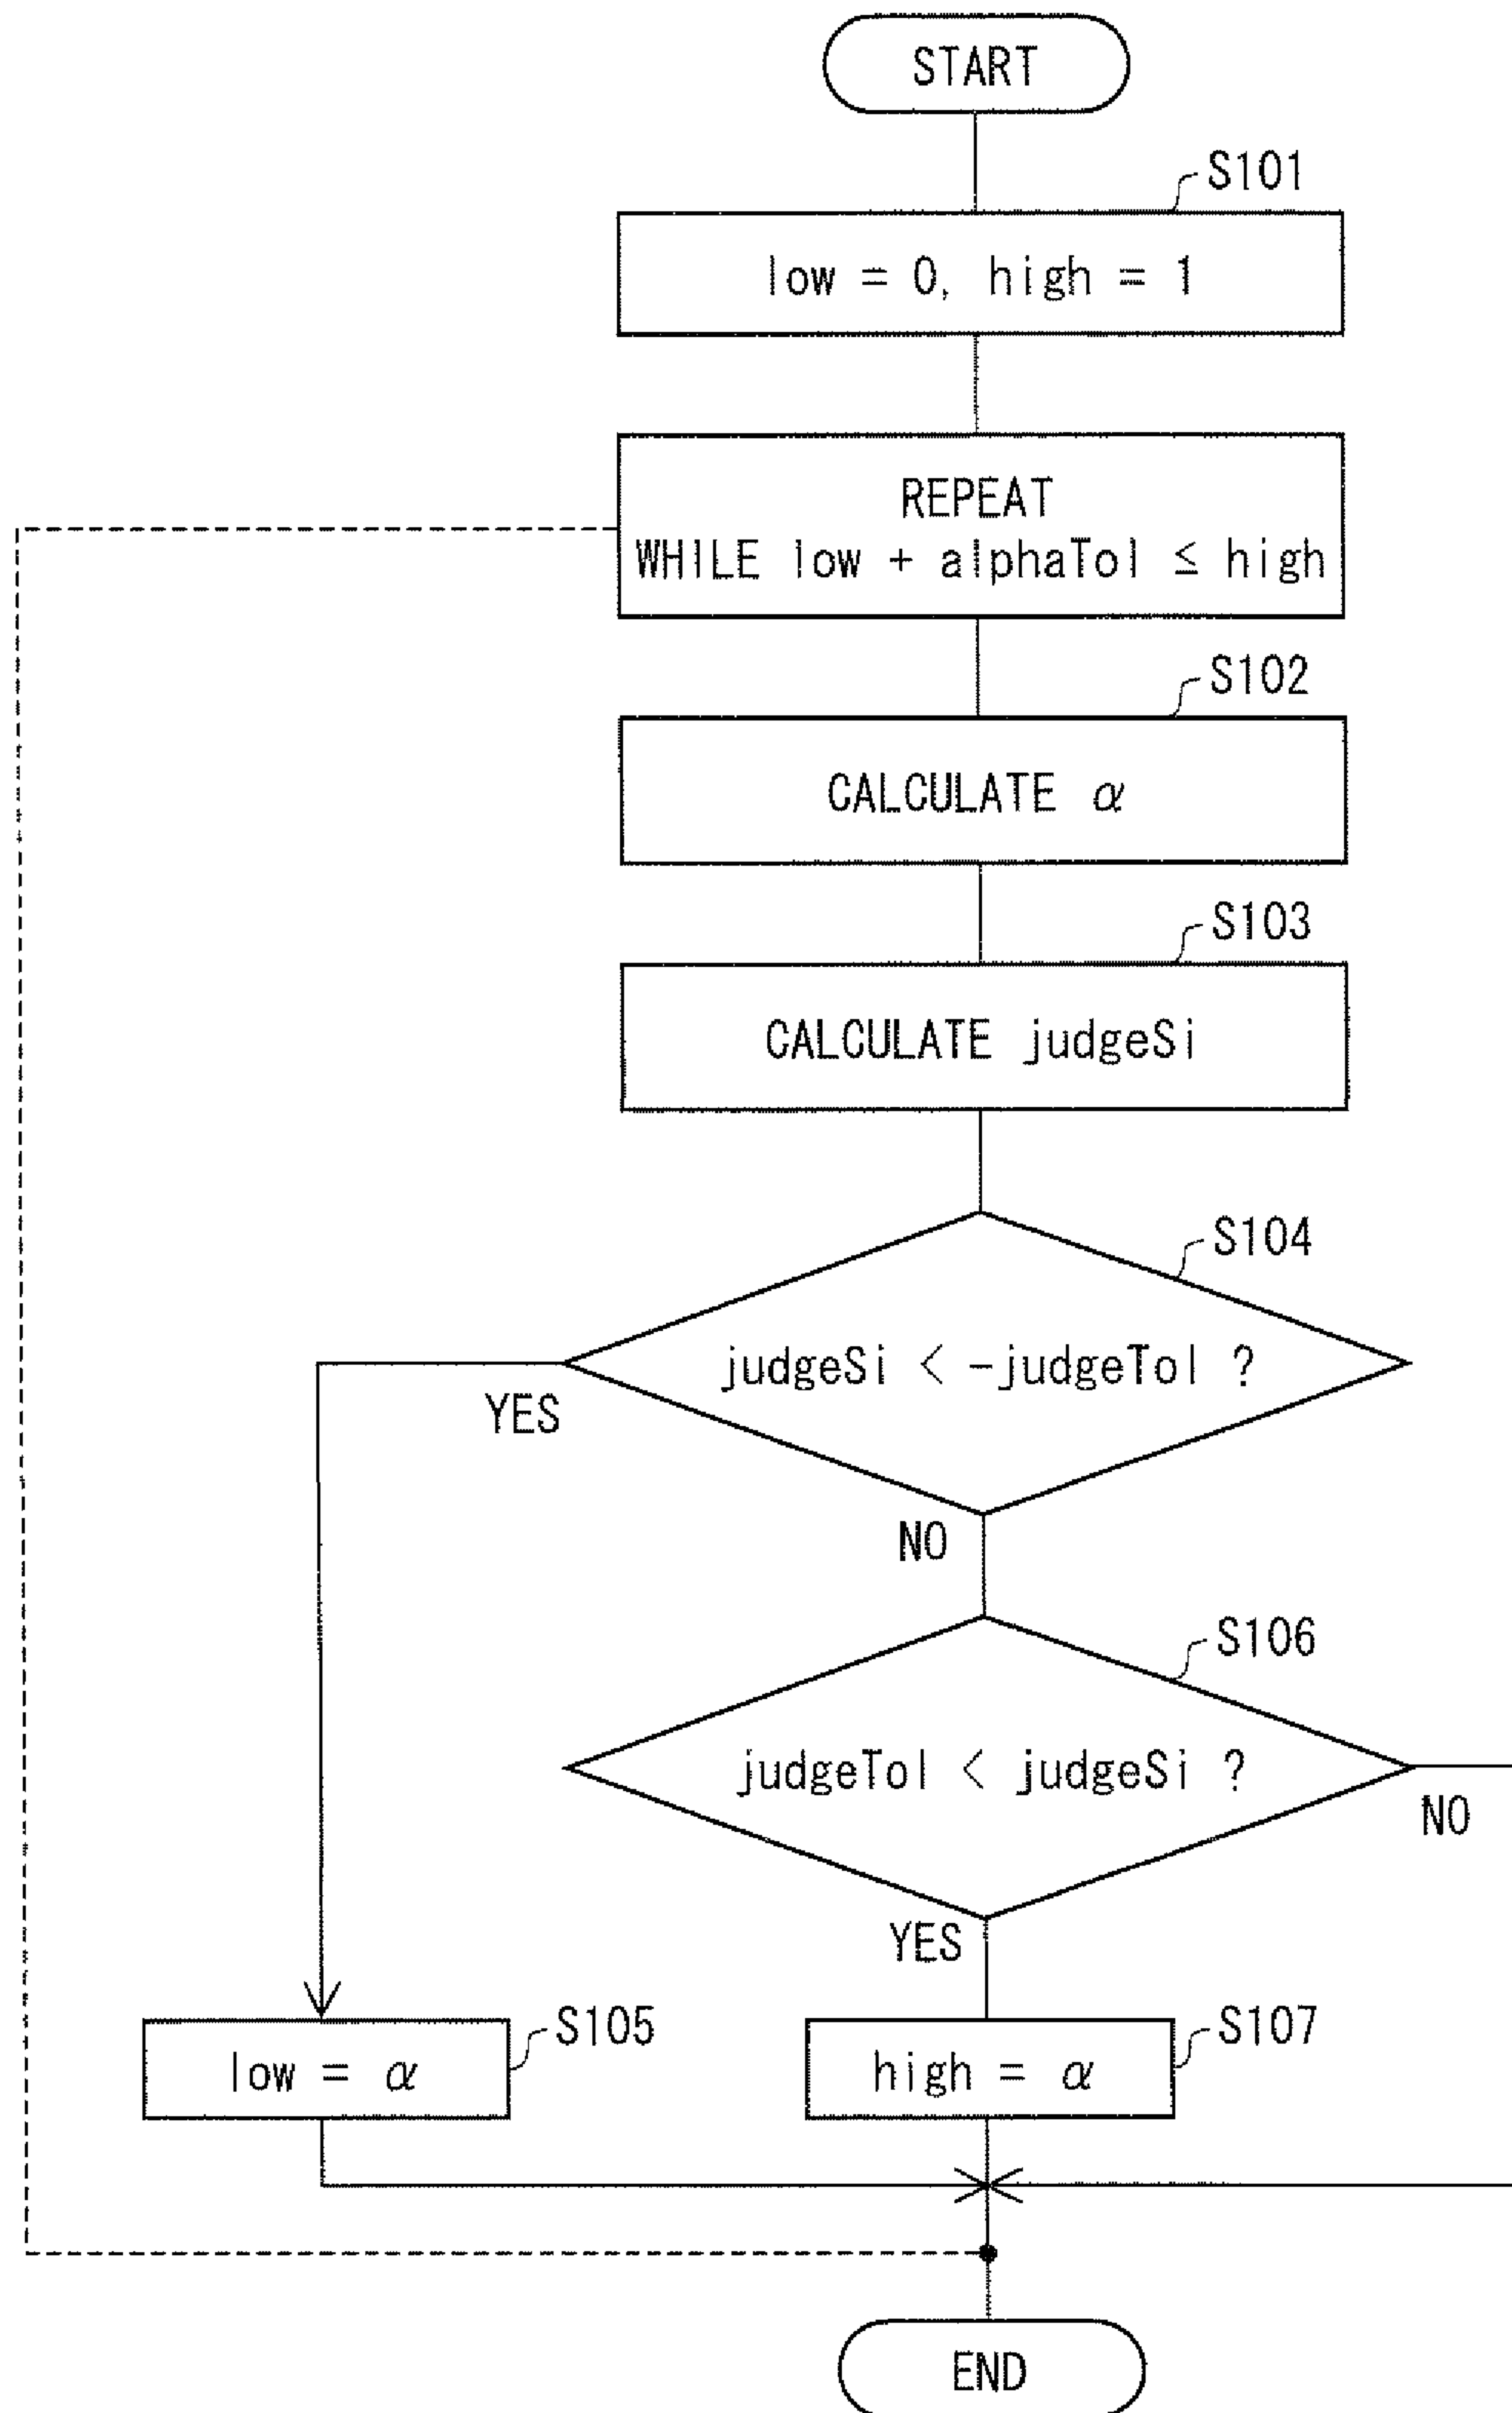 START
S101
low = 0, high = 1
REPEAT
WHILE low + alphaTol ≤ high
S102
CALCULATE α
S103
CALCULATE judgeSi
S104
judgeSi < -judgeTol ?
YES
NO
S106
judgeTol < judgeSi ?
NO
YES
S105
low = α
S107
high = α
END